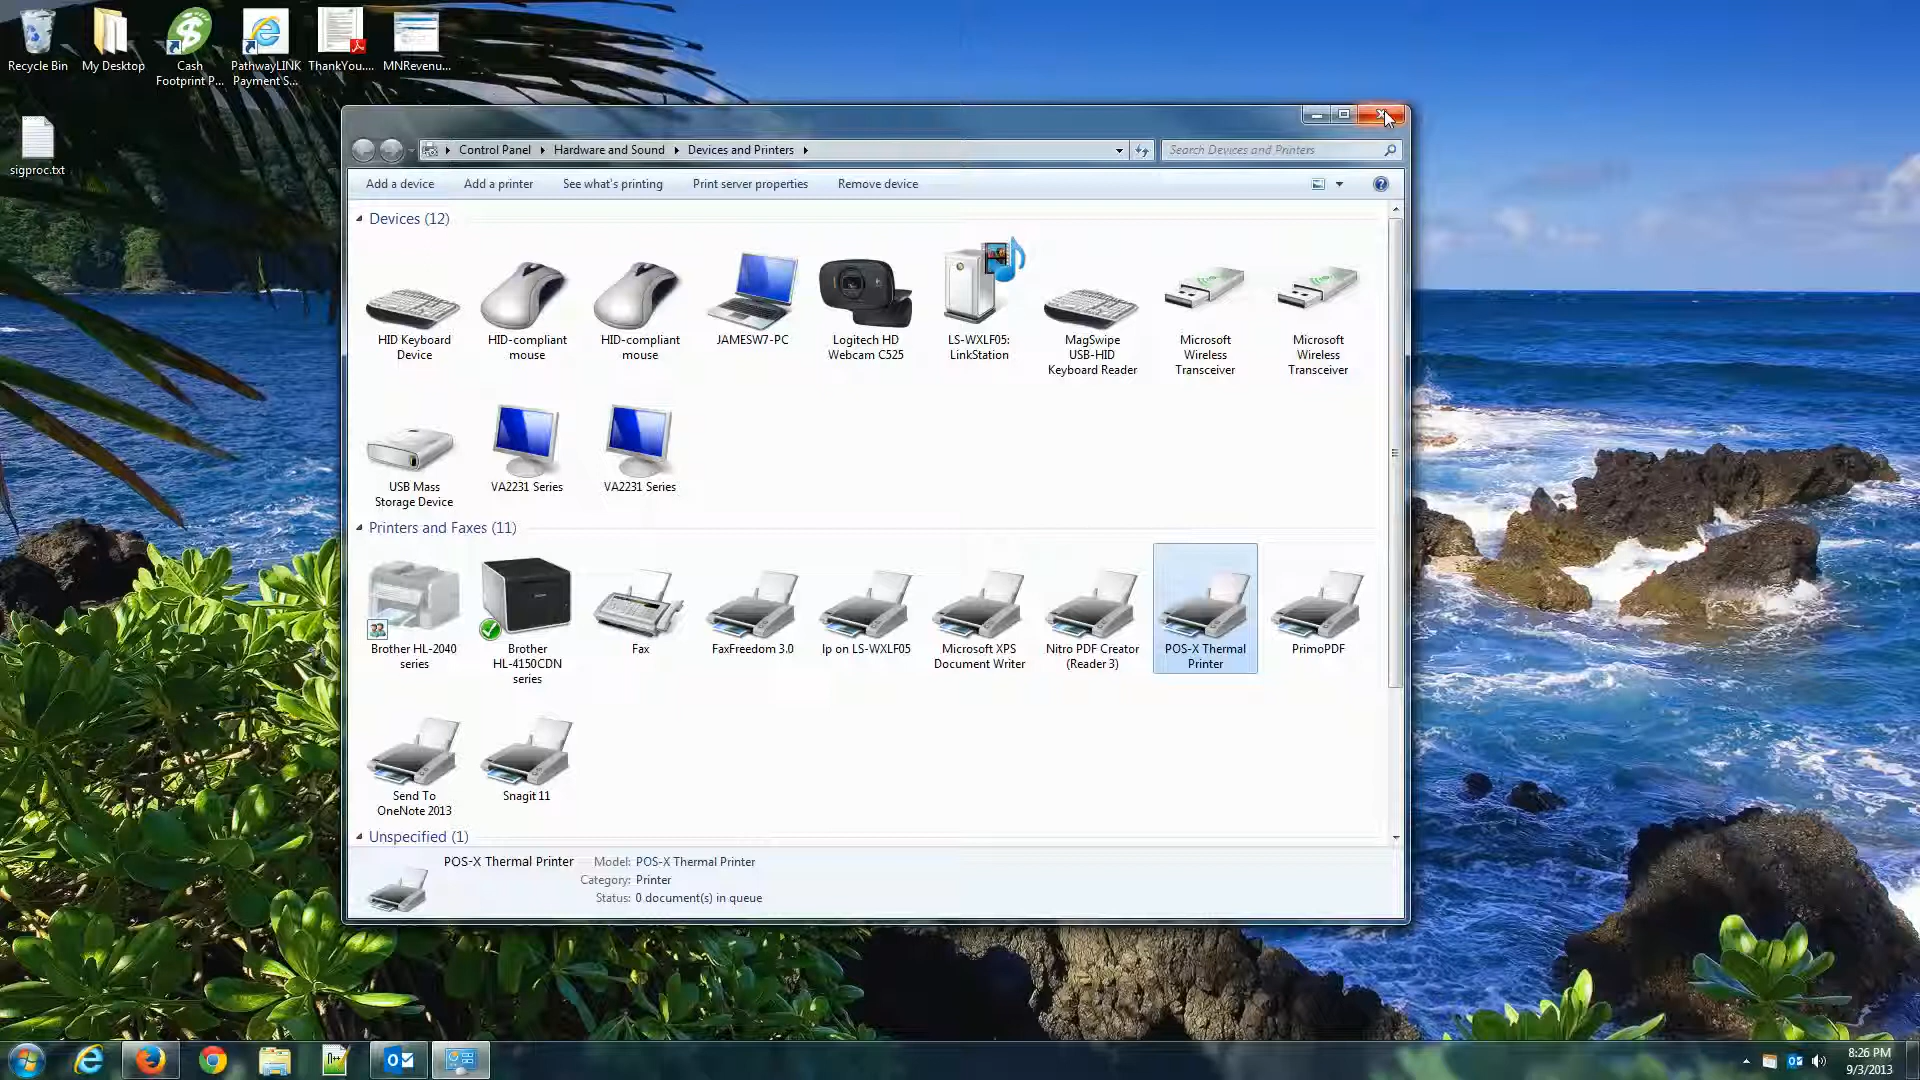 Recycle Bin
My Desktop
Cash
Footprint P...
PathwayLINK
Payment S...
ThankYou....
MNRevenu...
sigproc.txt
Control Panel
Hardware and Sound
Devices and Printers
Search Devices and Printers
Add a device
Add a printer
See what's printing
Print server properties
Remove device
Devices (12)
HID Keyboard
Device
HID-compliant
mouse
HID-compliant
mouse
JAMESW7-PC
Logitech HD
Webcam C525
LS-WXLF05:
LinkStation
MagSwipe
USB-HID
Keyboard Reader
Microsoft
Wireless
Transceiver
Microsoft
Wireless
Transceiver
USB Mass
Storage Device
VA2231 Series
VA2231 Series
Printers and Faxes (11)
Brother HL-2040
series
Brother
HL-4150CDN
series
Fax
FaxFreedom 3.0
lp on LS-WXLF05
Microsoft XPS
Document Writer
Nitro PDF Creator
(Reader 3)
POS-X Thermal
Printer
PrimoPDF
Send To
OneNote 2013
Snagit 11
Unspecified (1)
POS-X Thermal Printer
Model: POS-X Thermal Printer
Category: Printer
Status: 0 document(s) in queue
8:26 PM
9/3/2013